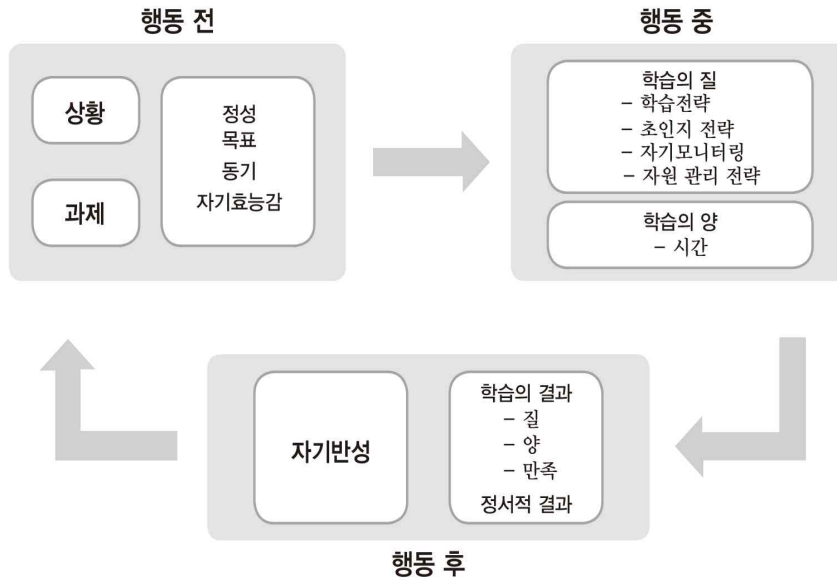 행동 전
상황
과제
정성
목표
동기
자기효능감
행동 중
학습의 질
– 학습전략
– 초인지 전략
– 자기모니터링
– 자원 관리 전략
학습의 양
– 시간
자기반성
학습의 결과
– 질
– 양
– 만족
정서적 결과
행동 후